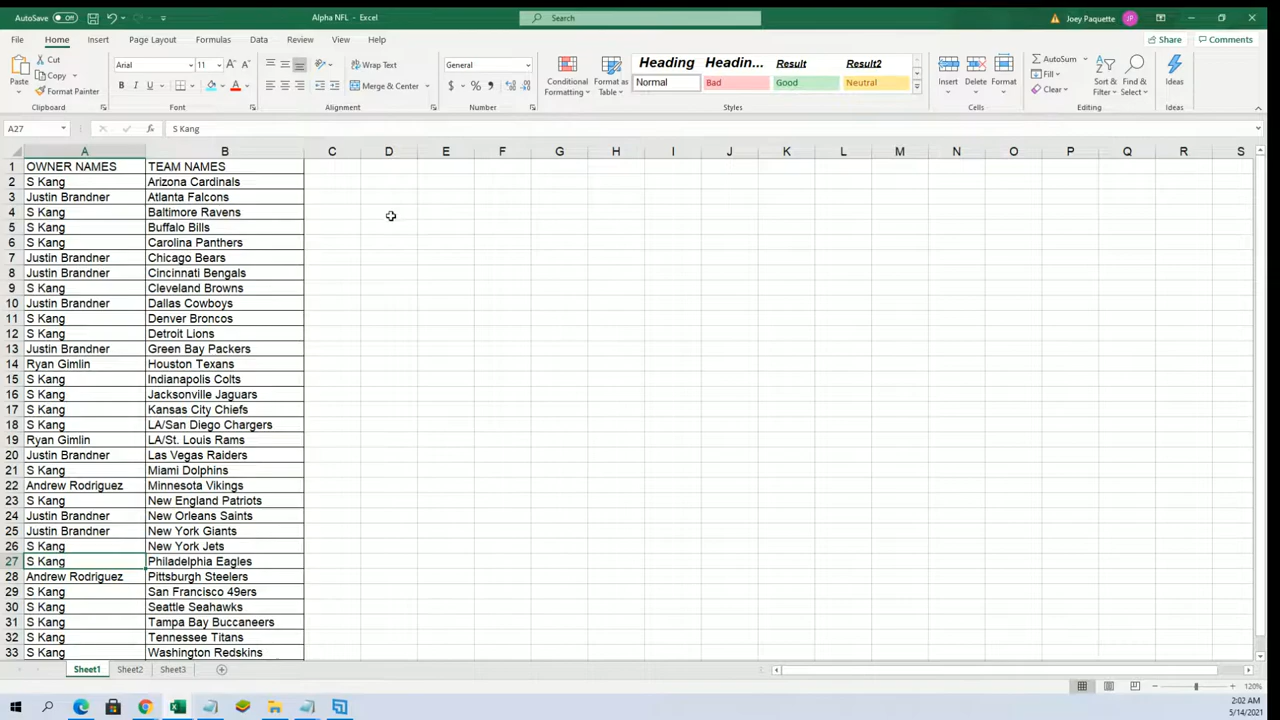 AutoSave Off Alpha NFL - Excel Search Joey Paquette JP
File Home Insert Page Layout Formulas Data Review View Help Share Comments
Paste Cut Copy Format Painter Clipboard
Arial 11 A A B I U A Font
Wrap Text Merge & Center Alignment
General $ % , Number
Conditional Formatting Format as Table Heading Headin... Result Result2 Normal Bad Good Neutral Styles
Insert Delete Format Cells
AutoSum Fill Clear Sort & Filter Find & Select Editing
Ideas Ideas
A27 fx S Kang
A B C D E F G H I J K L M N O P Q R S
1 OWNER NAMES TEAM NAMES
2 S Kang Arizona Cardinals
3 Justin Brandner Atlanta Falcons
4 S Kang Baltimore Ravens
5 S Kang Buffalo Bills
6 S Kang Carolina Panthers
7 Justin Brandner Chicago Bears
8 Justin Brandner Cincinnati Bengals
9 S Kang Cleveland Browns
10 Justin Brandner Dallas Cowboys
11 S Kang Denver Broncos
12 S Kang Detroit Lions
13 Justin Brandner Green Bay Packers
14 Ryan Gimlin Houston Texans
15 S Kang Indianapolis Colts
16 S Kang Jacksonville Jaguars
17 S Kang Kansas City Chiefs
18 S Kang LA/San Diego Chargers
19 Ryan Gimlin LA/St. Louis Rams
20 Justin Brandner Las Vegas Raiders
21 S Kang Miami Dolphins
22 Andrew Rodriguez Minnesota Vikings
23 S Kang New England Patriots
24 Justin Brandner New Orleans Saints
25 Justin Brandner New York Giants
26 S Kang New York Jets
27 S Kang Philadelphia Eagles
28 Andrew Rodriguez Pittsburgh Steelers
29 S Kang San Francisco 49ers
30 S Kang Seattle Seahawks
31 S Kang Tampa Bay Buccaneers
32 S Kang Tennessee Titans
33 S Kang Washington Redskins
Sheet1 Sheet2 Sheet3
120%
2:02 AM
5/14/2021